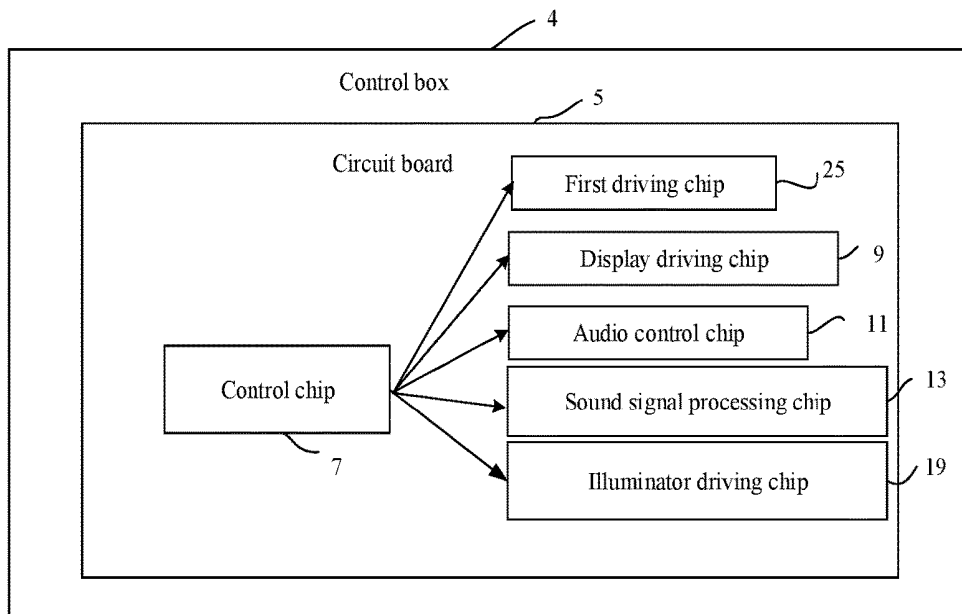 4
Control box
5
Circuit board
First driving chip
25
Display driving chip
9
Audio control chip
11
Control chip
7
Sound signal processing chip
13
Illuminator driving chip
19